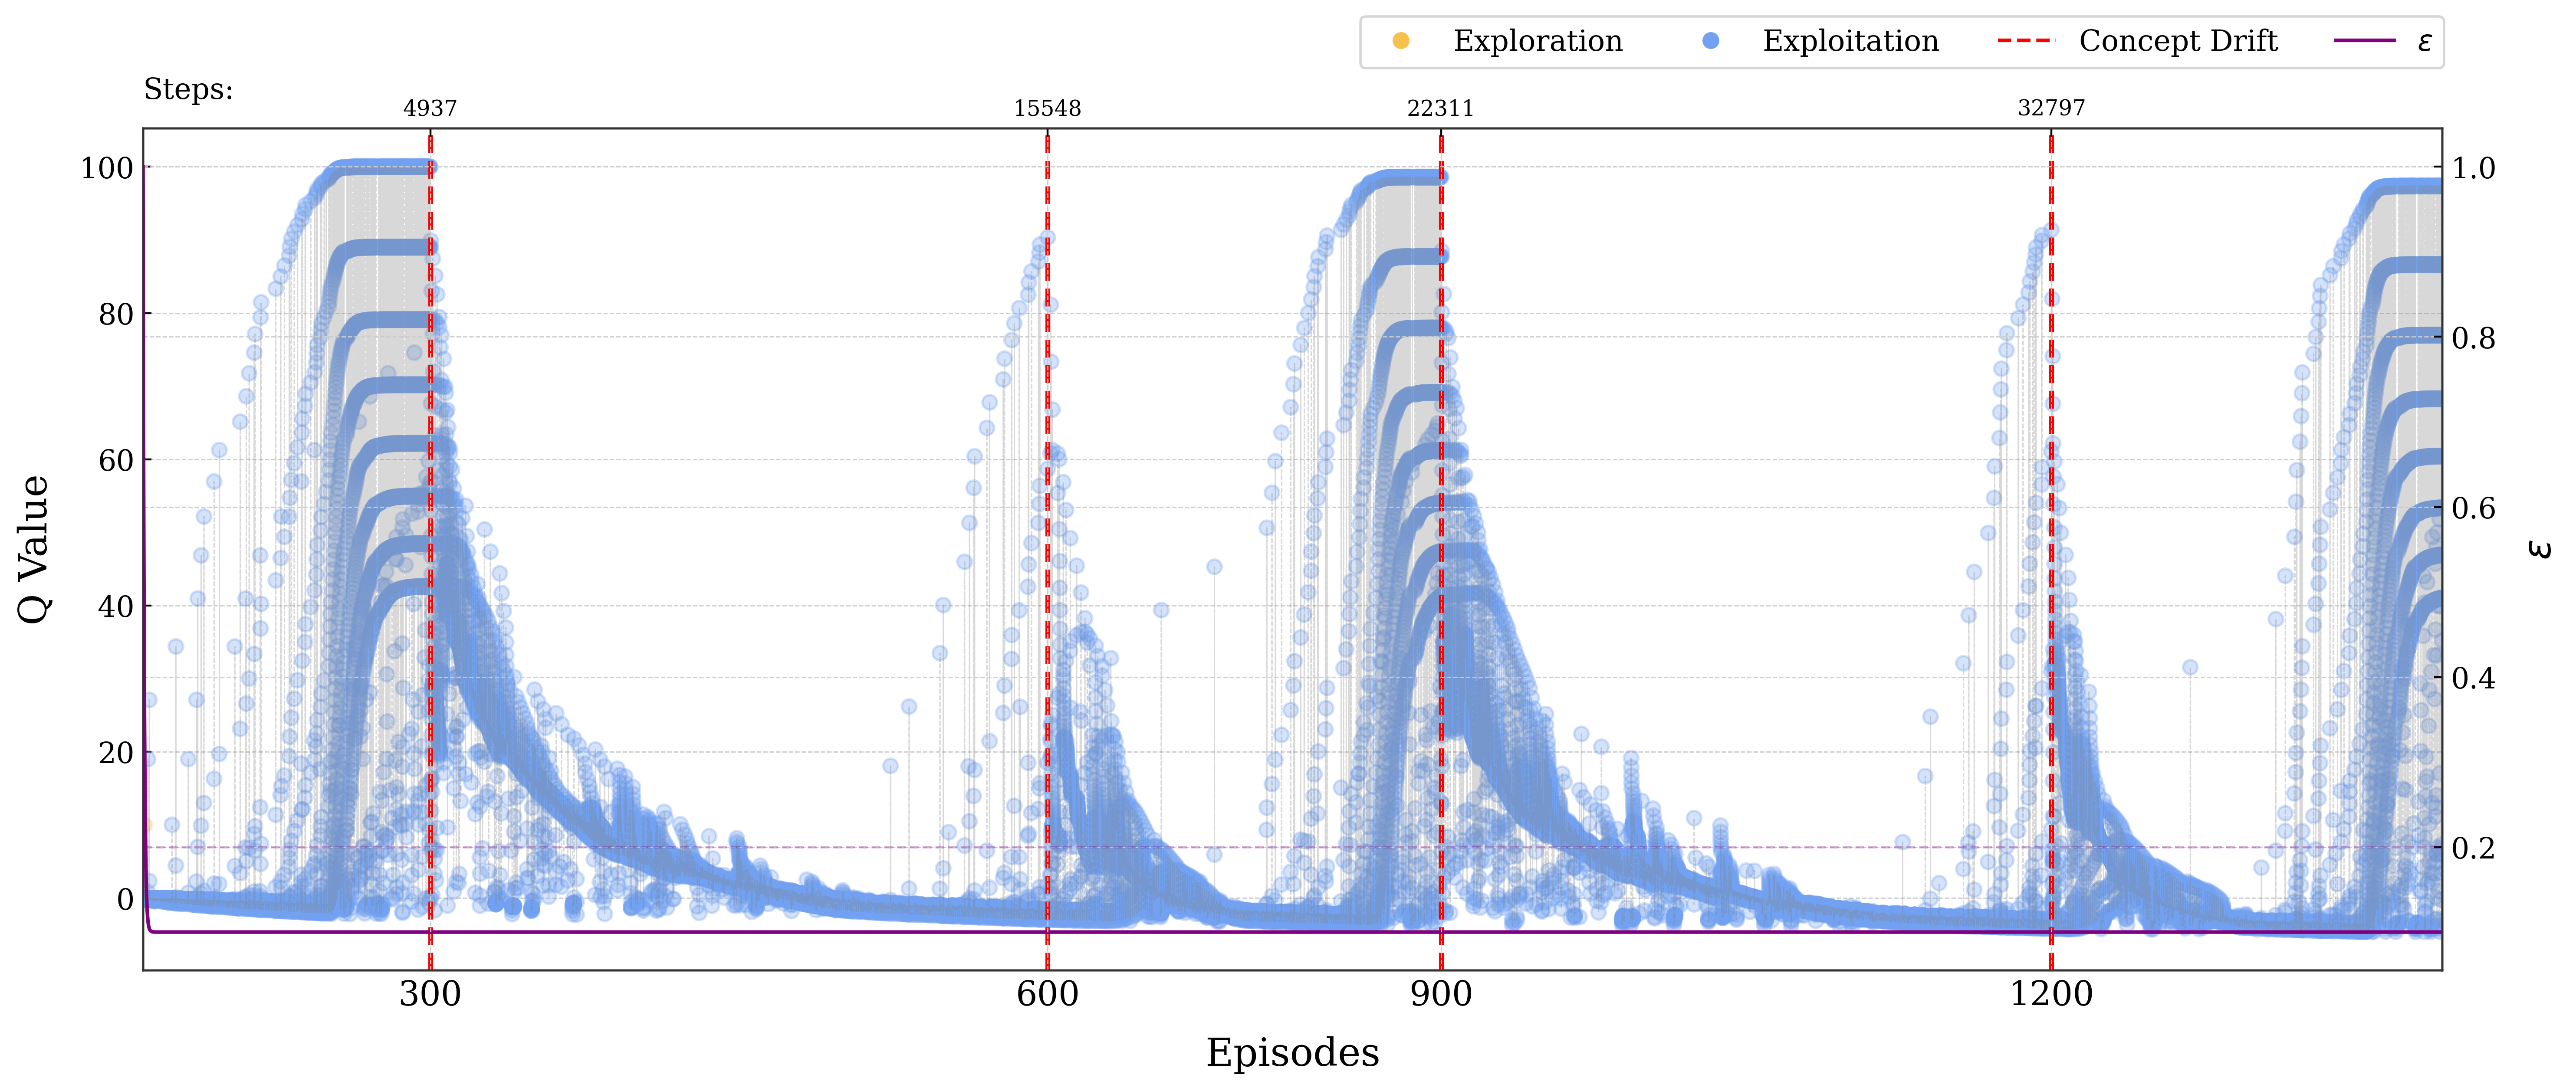 Exploration Exploitation Concept Drift ε
Steps:
4937 15548 22311 32797
100 1.0
80 0.8
60 0.6
40 0.4
20 0.2
0
Q Value
ε
300 600 900 1200
Episodes